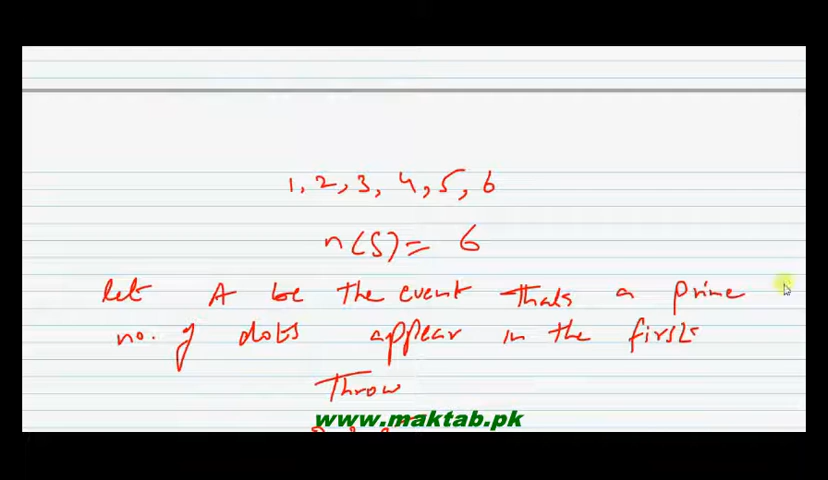 1, 2, 3, 4, 5, 6
n(S) = 6
let A be the event thats a prime
no. of dots appear in the first
Throw
www.maktab.pk